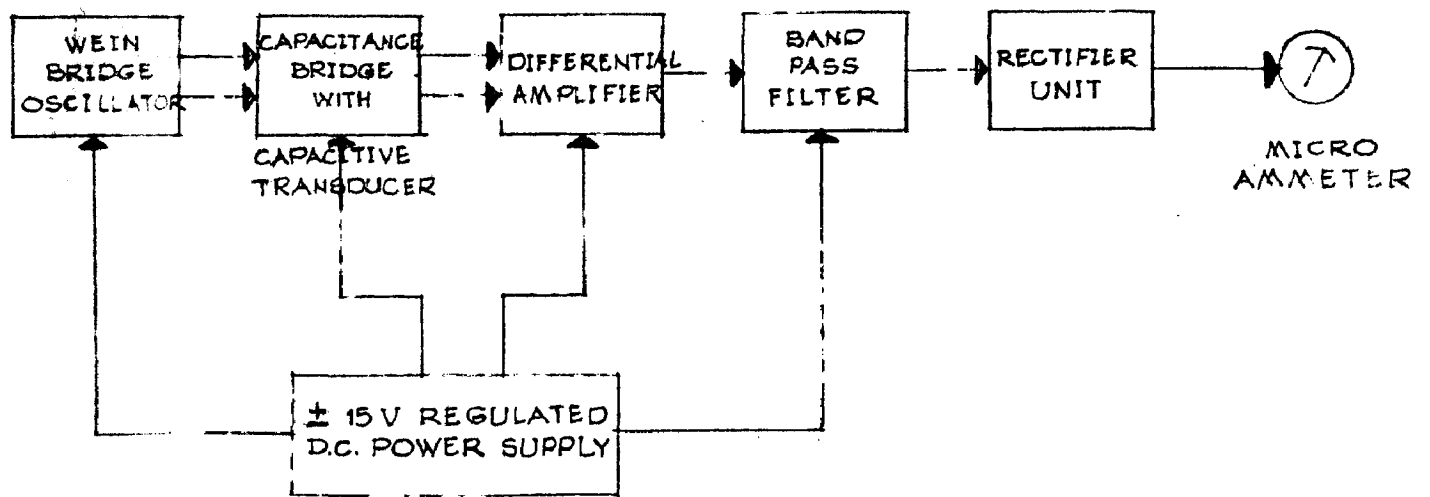 WEIN
BRIDGE
OSCILLATOR
CAPACITANCE
BRIDGE
WITH
CAPACITIVE
TRANSDUCER
DIFFERENTIAL
AMPLIFIER
BAND
PASS
FILTER
RECTIFIER
UNIT
MICRO
AMMETER
± 15 V REGULATED
D.C. POWER SUPPLY